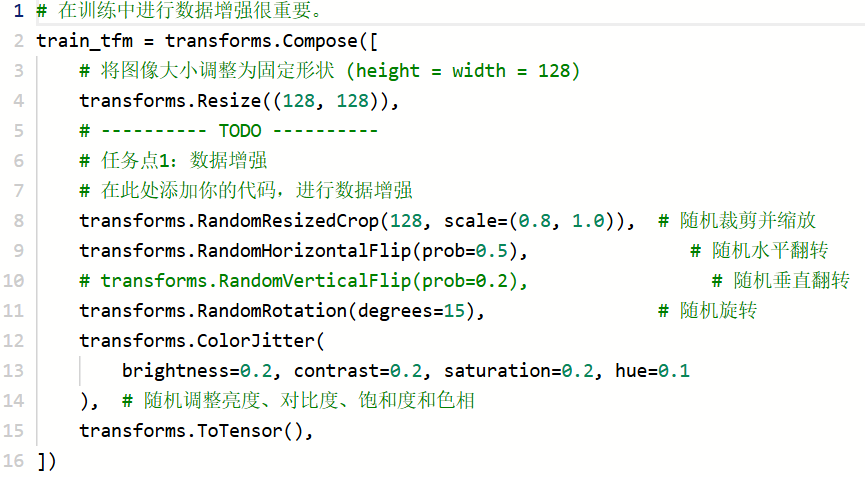 1 # 在训练中进行数据增强很重要。
2 train_tfm = transforms.Compose([
3     # 将图像大小调整为固定形状 (height = width = 128)
4     transforms.Resize((128, 128)),
5     # ---------- TODO ----------
6     # 任务点1: 数据增强
7     # 在此处添加你的代码，进行数据增强
8     transforms.RandomResizedCrop(128, scale=(0.8, 1.0)),  # 随机裁剪并缩放
9     transforms.RandomHorizontalFlip(prob=0.5),               # 随机水平翻转
10     # transforms.RandomVerticalFlip(prob=0.2),                 # 随机垂直翻转
11     transforms.RandomRotation(degrees=15),                # 随机旋转
12     transforms.ColorJitter(
13         brightness=0.2, contrast=0.2, saturation=0.2, hue=0.1
14     ),  # 随机调整亮度、对比度、饱和度和色相
15     transforms.ToTensor(),
16 ])